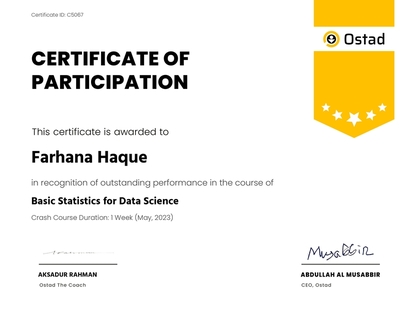 Certificate ID: C5087
Ostad
CERTIFICATE OF
PARTICIPATION
This certificate is awarded to
Farhana Haque
in recognition of outstanding performance in the course of
Basic Statistics for Data Science
Crash Course Duration: 1 Week (May, 2023)
Musabbir
AKSADUR RAHMAN
ABDULLAH AL MUSABBIR
Ostad The Coach
CEO, Ostad